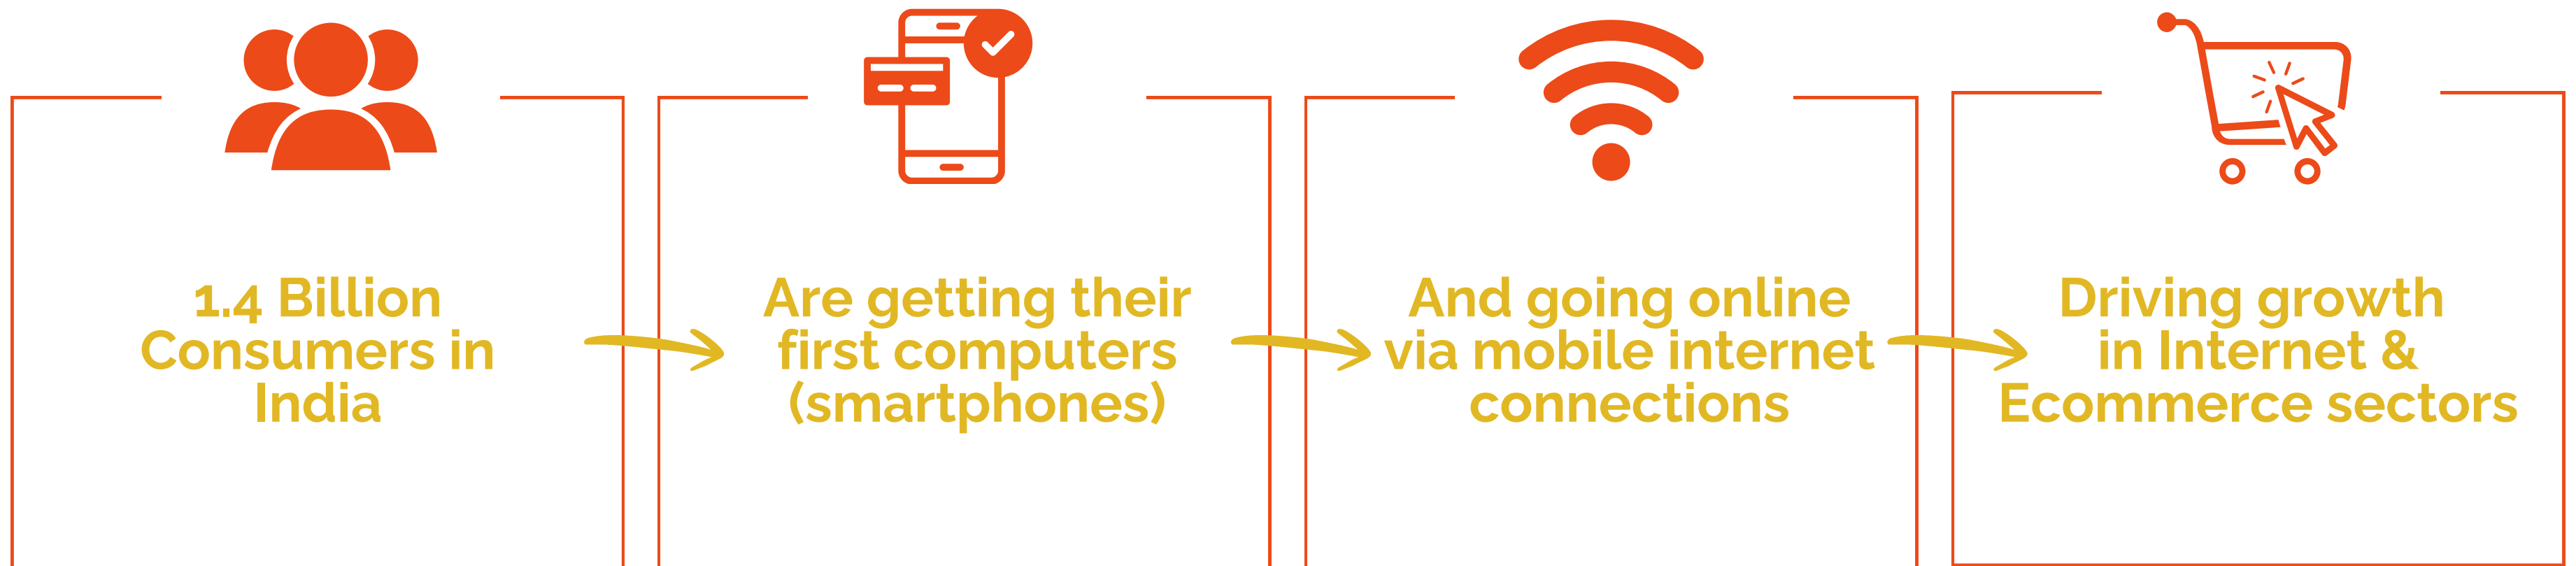 1.4 Billion
Consumers in
India
Are getting their
first computers
(smartphones)
And going online
via mobile internet
connections
Driving growth
in Internet &
Ecommerce sectors